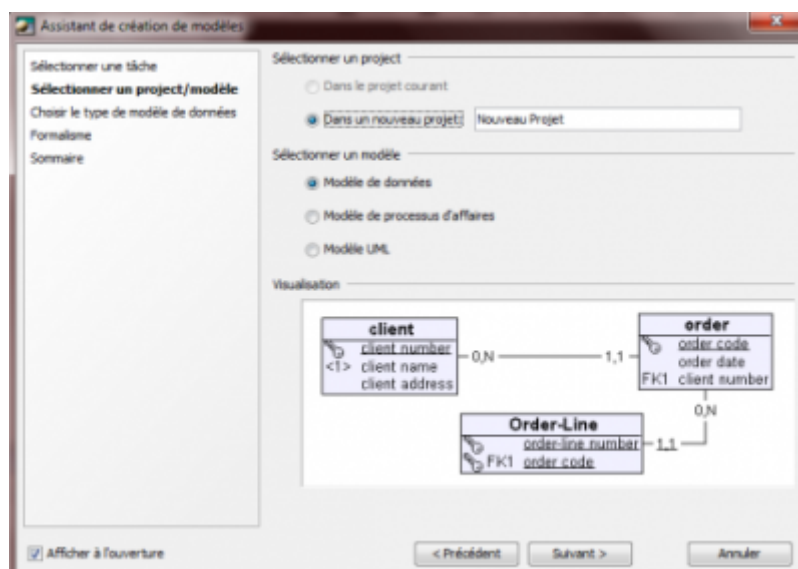 Assistant de création de modèles
Sélectionner une tâche
Sélectionner un project/modèle
Choisir le type de modèle de données
Formalisme
Sommaire
Sélectionner un project
Dans le projet courant
Dans un nouveau projet: Nouveau Projet
Sélectionner un modèle
Modèle de données
Modèle de processus d'affaires
Modèle UML
Visualisation
client
client number
<1> client name
client address
0,N
1,1
order
order code
order date
FK1 client number
0,N
Order-Line
order-line number
FK1 order code
1,1
Afficher à l'ouverture
< Précédent
Suivant >
Annuler